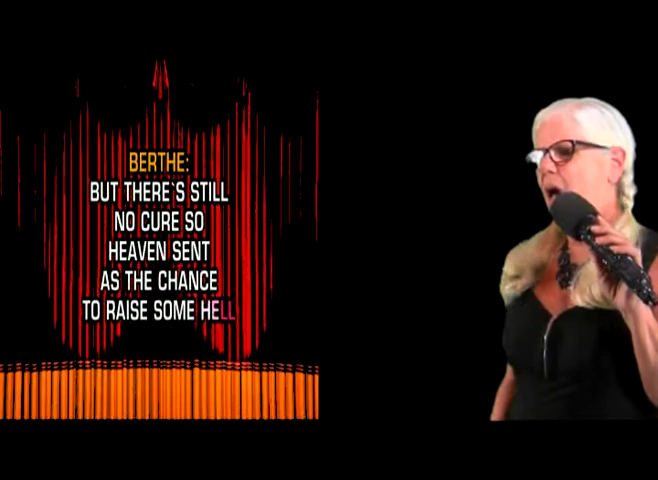 BERTHE:
BUT THERE`S STILL
NO CURE SO
HEAVEN SENT
AS THE CHANCE
TO RAISE SOME HELL